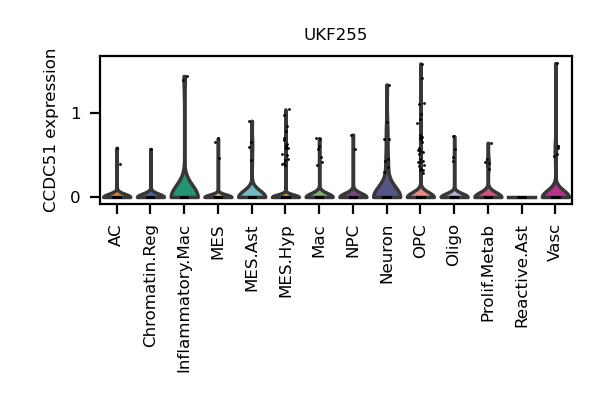 UKF255
CCDC51 expression
1
0
AC
Chromatin.Reg
Inflammatory.Mac
MES
MES.Ast
MES.Hyp
Mac
NPC
Neuron
OPC
Oligo
Prolif.Metab
Reactive.Ast
Vasc